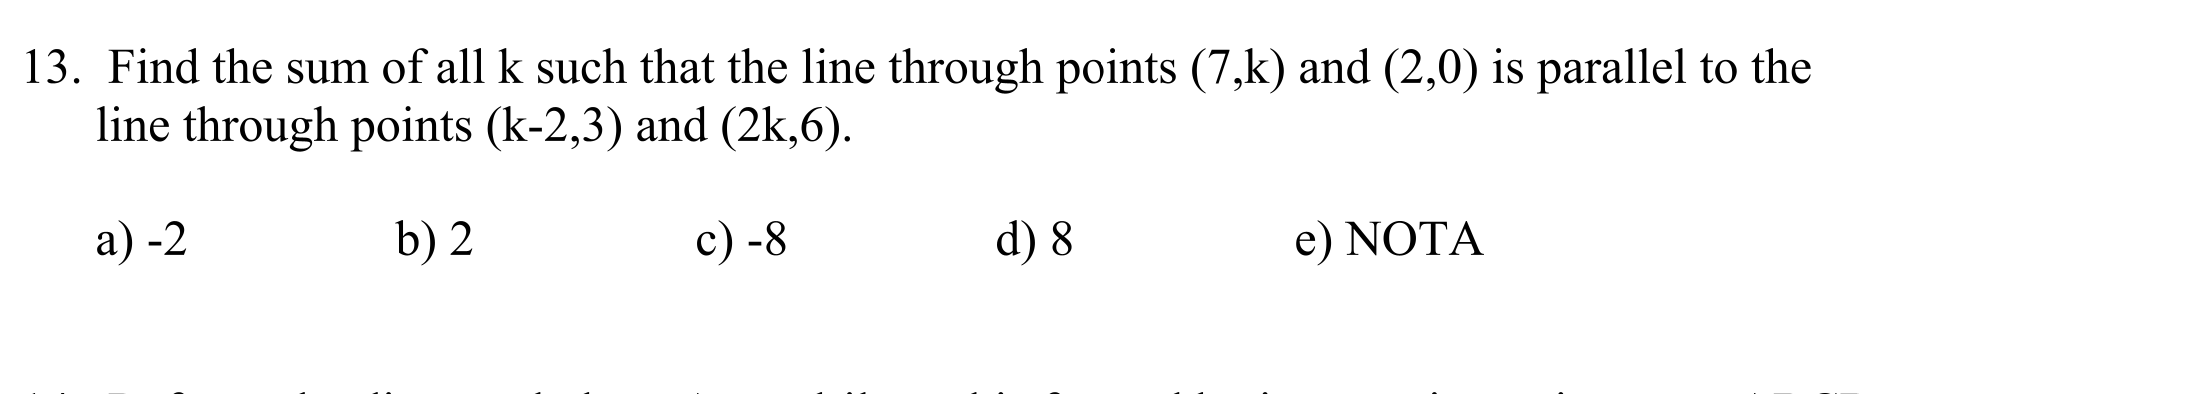 13. Find the sum of all k such that the line through points (7,k) and (2,0) is parallel to the
line through points (k-2,3) and (2k,6).
a) -2 b) 2 c) -8 d) 8 e) NOTA